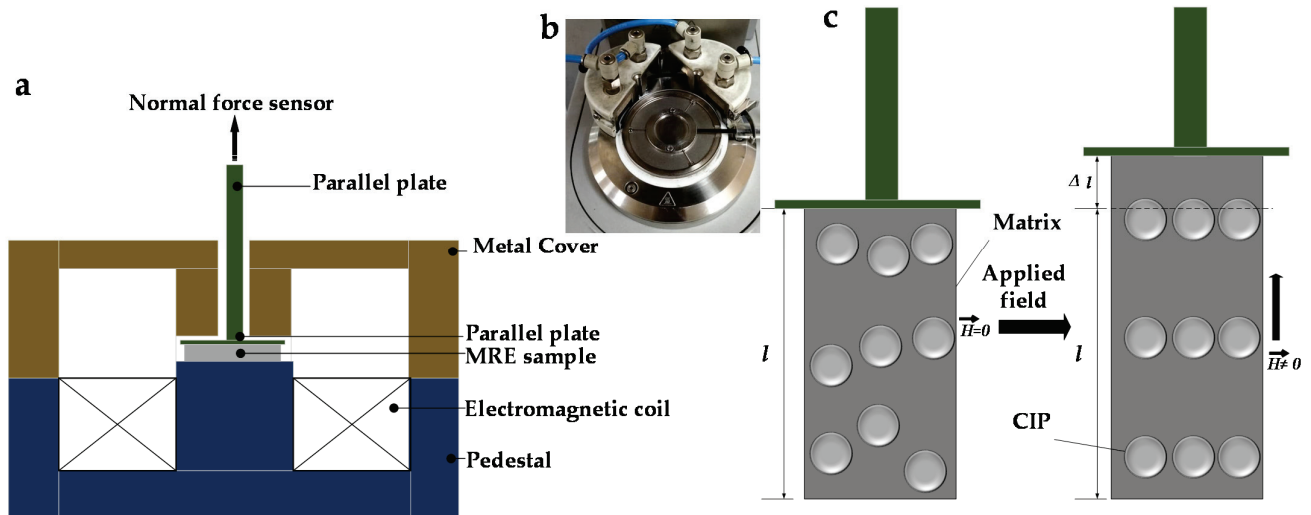 a
Normal force sensor
Parallel plate
Metal Cover
Parallel plate
MRE sample
Electromagnetic coil
Pedestal
b
c
l
Matrix
H=0
Applied
field
CIP
Δ l
l
H≠ 0